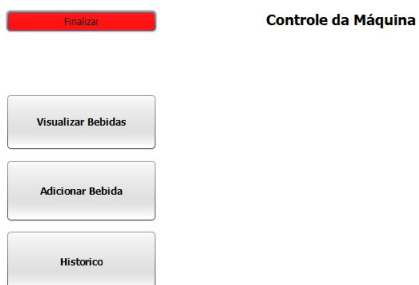 Finalizar
Controle da Máquina
Visualizar Bebidas
Adicionar Bebida
Historico